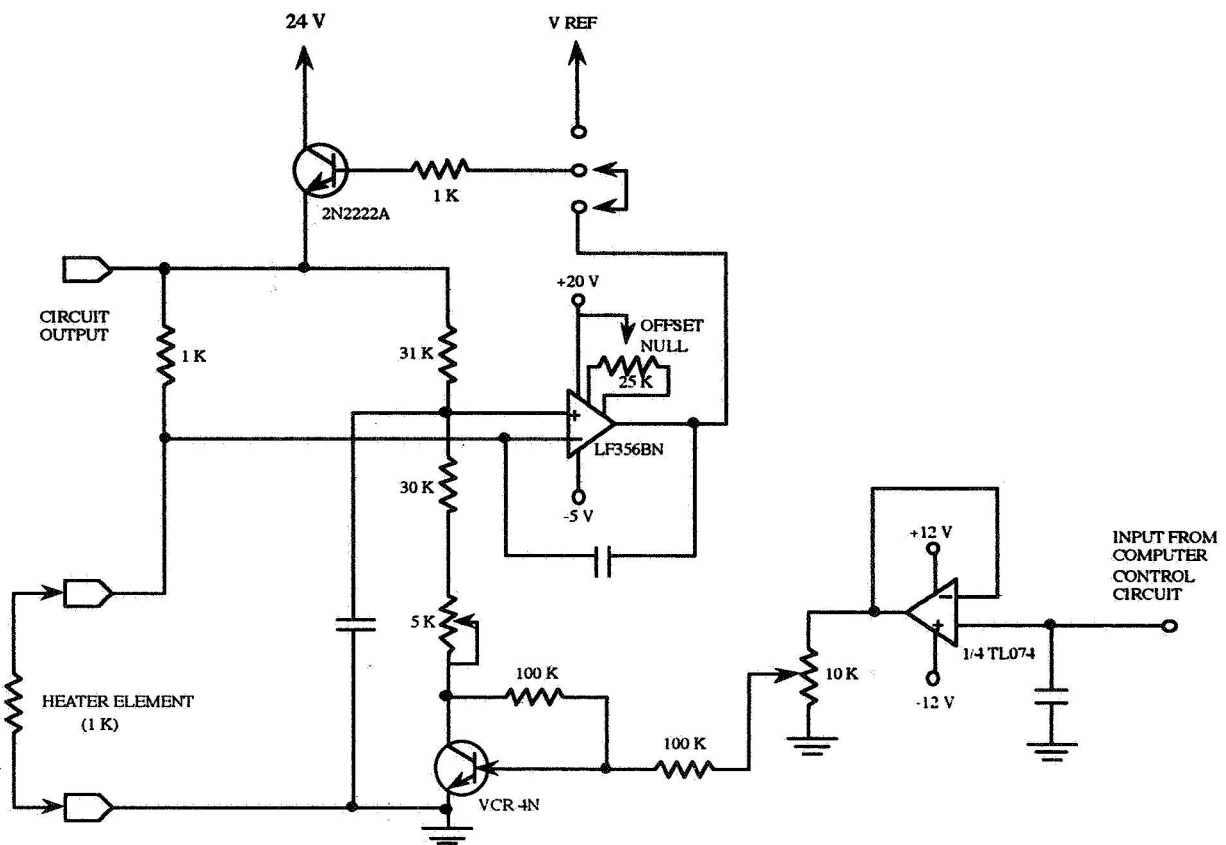 24 V
V REF
1 K
2N2222A
+20 V
CIRCUIT
OUTPUT
1 K
31 K
OFFSET
NULL
25 K
+
−
LF356BN
30 K
-5 V
+12 V
INPUT FROM
COMPUTER
CONTROL
CIRCUIT
−
+
1/4 TL074
5 K
10 K
-12 V
100 K
HEATER ELEMENT
(1 K)
100 K
VCR-4N